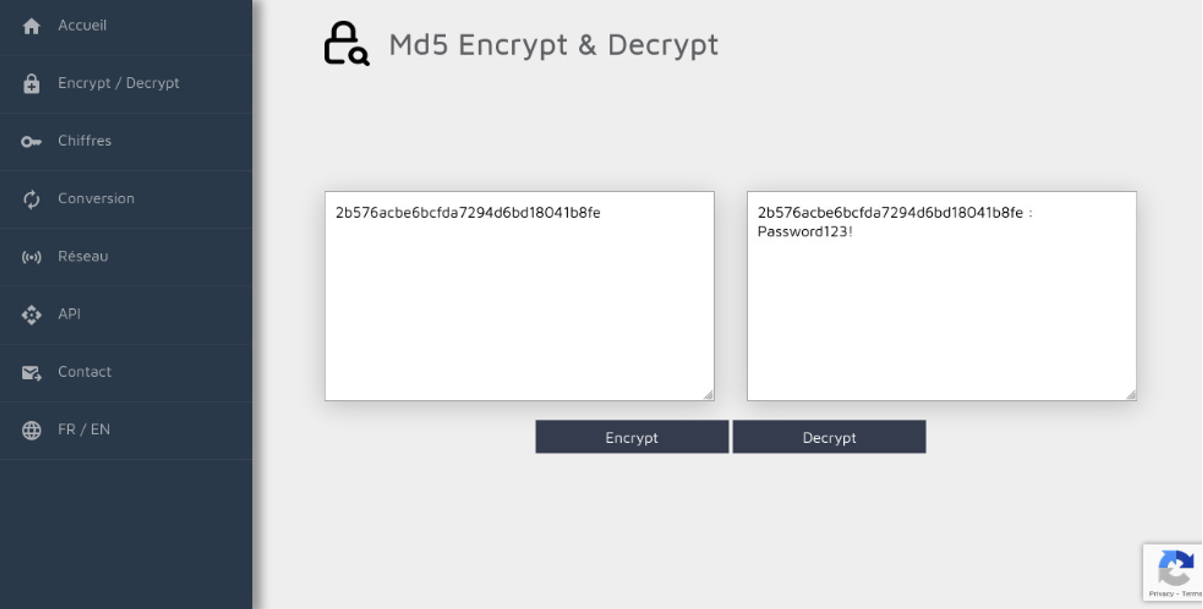 Accueil
Encrypt / Decrypt
Chiffres
Conversion
Réseau
API
Contact
FR / EN
Md5 Encrypt & Decrypt
2b576acbe6bcfda7294d6bd18041b8fe
2b576acbe6bcfda7294d6bd18041b8fe :
Password123!
Encrypt
Decrypt
Privacy - Terms